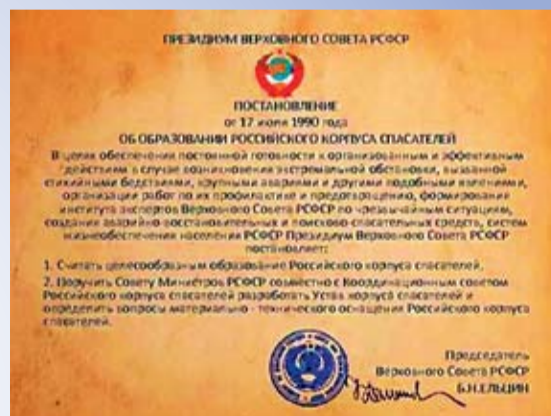 ПРЕЗИДИУМ ВЕРХОВНОГО СОВЕТА РСФСР
ПОСТАНОВЛЕНИЕ
от 17 июля 1990 года
ОБ ОБРАЗОВАНИИ РОССИЙСКОГО КОРПУСА СПАСАТЕЛЕЙ
В целях обеспечения постоянной готовности к организованным и эффективным
действиям в случае возникновения экстремальной обстановки, вызванной
стихийными бедствиями, крупными авариями и другими подобными явлениями,
организации работ по их профилактике и предотвращению, формирования
института экспертов Верховного Совета РСФСР по чрезвычайным ситуациям,
создания аварийно-восстановительных и поисково-спасательных средств, систем
жизнеобеспечения населения РСФСР Президиум Верховного Совета РСФСР
постановляет:
1. Считать целесообразным образование Российского корпуса спасателей.
2. Поручить Совету Министров РСФСР совместно с Координационным советом
Российского корпуса спасателей разработать Устав корпуса спасателей и
определить вопросы материально - технического оснащения Российского корпуса
спасателей.
Председатель
Верховного Совета РСФСР
Б.Н.ЕЛЬЦИН